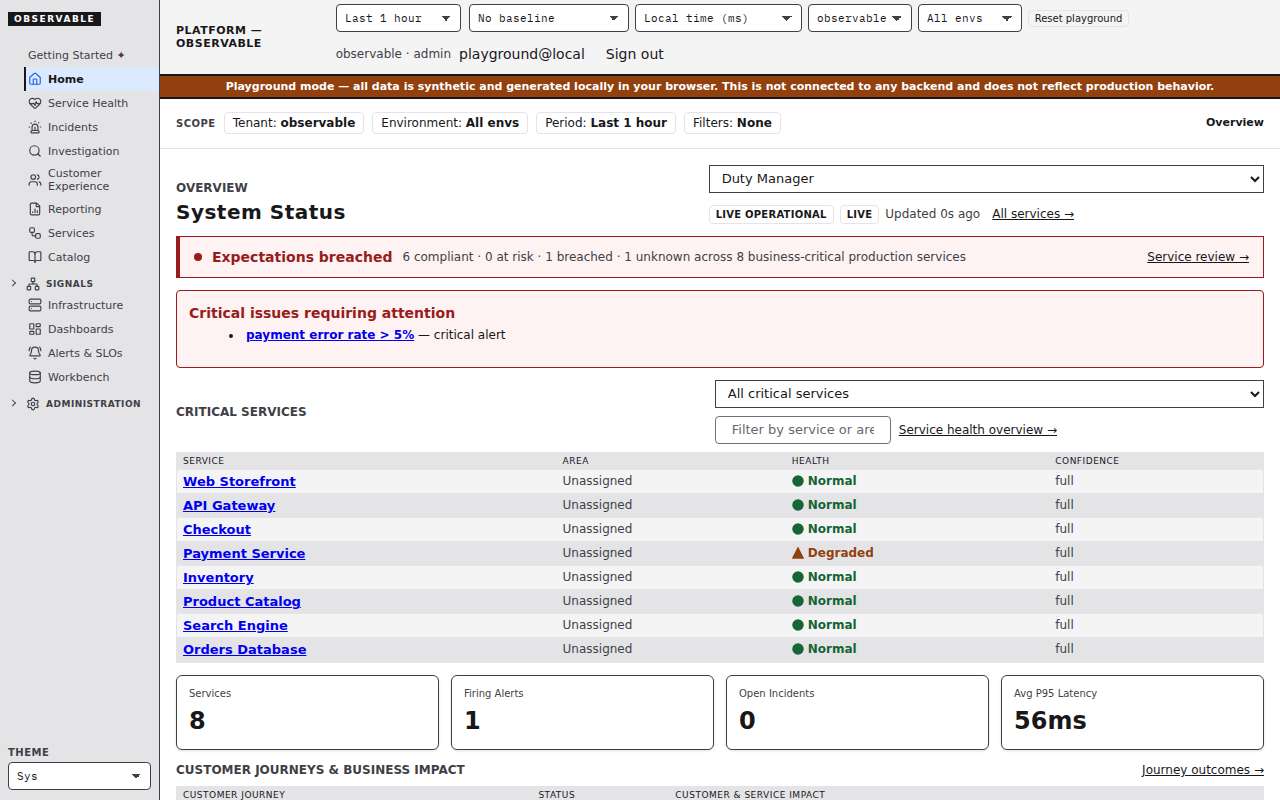 OBSERVABLE
Getting Started ✦
Home
Service Health
Incidents
Investigation
Customer
Experience
Reporting
Services
Catalog
SIGNALS
Infrastructure
Dashboards
Alerts & SLOs
Workbench
ADMINISTRATION
THEME
Sys
PLATFORM —
OBSERVABLE
Last 1 hour
No baseline
Local time (ms)
observable
All envs
Reset playground
observable · admin playground@local Sign out
Playground mode — all data is synthetic and generated locally in your browser. This is not connected to any backend and does not reflect production behavior.
SCOPE Tenant: observable Environment: All envs Period: Last 1 hour Filters: None Overview
OVERVIEW
System Status
Duty Manager
LIVE OPERATIONAL LIVE Updated 0s ago All services →
Expectations breached 6 compliant · 0 at risk · 1 breached · 1 unknown across 8 business-critical production services Service review →
Critical issues requiring attention
• payment error rate > 5% — critical alert
CRITICAL SERVICES
All critical services
Filter by service or are Service health overview →
SERVICE AREA HEALTH CONFIDENCE
Web Storefront Unassigned Normal full
API Gateway Unassigned Normal full
Checkout Unassigned Normal full
Payment Service Unassigned Degraded full
Inventory Unassigned Normal full
Product Catalog Unassigned Normal full
Search Engine Unassigned Normal full
Orders Database Unassigned Normal full
Services
8
Firing Alerts
1
Open Incidents
0
Avg P95 Latency
56ms
CUSTOMER JOURNEYS & BUSINESS IMPACT Journey outcomes →
CUSTOMER JOURNEY STATUS CUSTOMER & SERVICE IMPACT